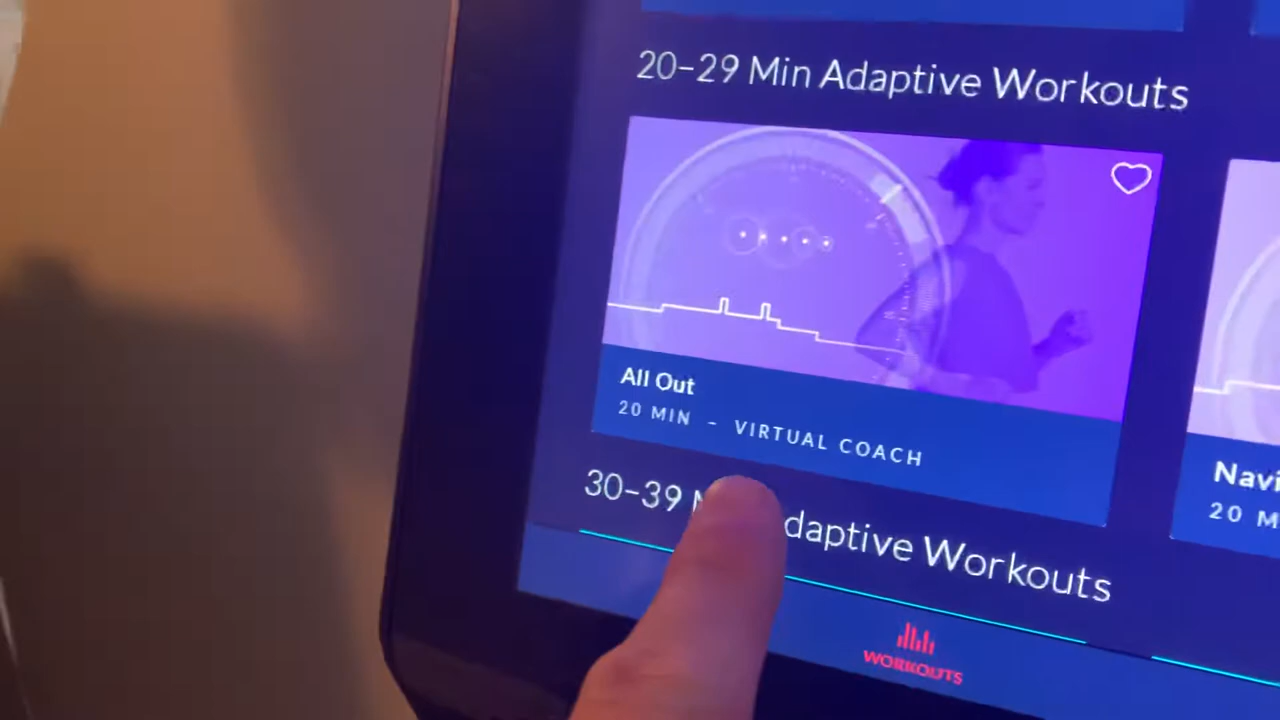 20–29 Min Adaptive Workouts
All Out
20 MIN – VIRTUAL COACH
Navi
20 M
30–39 daptive Workouts
WORKOUTS